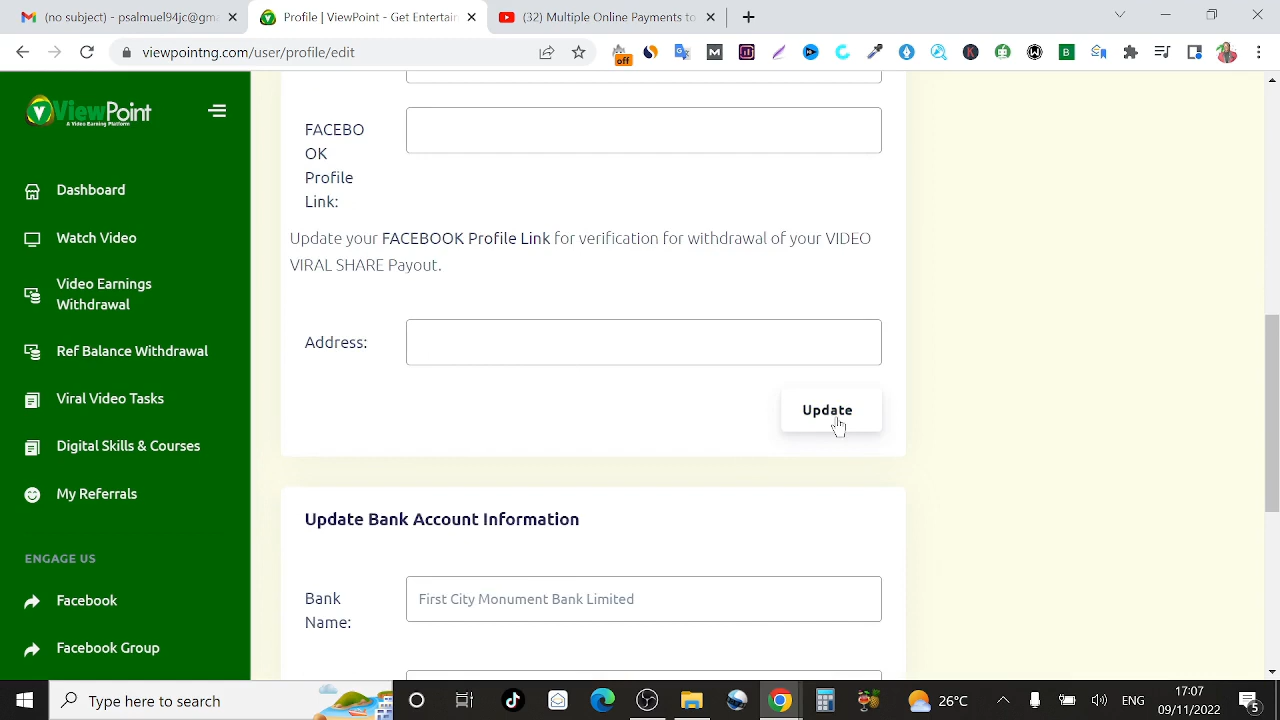 (no subject) - psalmuel94jc@gm
Profile | ViewPoint - Get Entertain
(32) Multiple Online Payments to
viewpointng.com/user/profile/edit
off
ViewPoint
A Video Earning Platform
Dashboard
Watch Video
Video Earnings
Withdrawal
Ref Balance Withdrawal
Viral Video Tasks
Digital Skills & Courses
My Referrals
ENGAGE US
Facebook
Facebook Group
FACEBO
OK
Profile
Link:
Update your FACEBOOK Profile Link for verification for withdrawal of your VIDEO
VIRAL SHARE Payout.
Address:
Update
Update Bank Account Information
Bank
Name:
First City Monument Bank Limited
Type here to search
26°C
ENG
17:07
09/11/2022
5